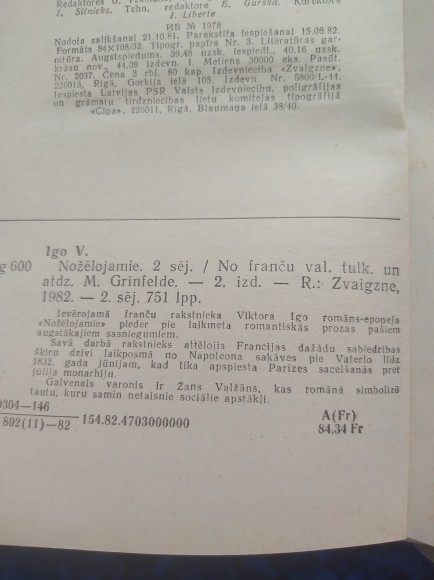 Redaktores
J. Silnieks. Tehn. redaktore E. Gurska. Korektore
I. Liberte
ИБ № 1978
Nodota salikšanai 21.10.81. Parakstīta iespiešanai 15.06.82.
Formāts 84X108/32. Tipogr. papīrs Nr. 3. Literatūras gar-
nitūra. Augstspiedums. 39,48 uzsk. iespiedl., 40,16 uzsk.
krāsu nov., 44,09 izdevn. l. Metiens 30000 eks. Pasūt.
Nr. 2037. Cena 3 rbļ. 80 kap. Izdevniecība «Zvaigzne»,
226013, Rīgā, Gorkija ielā 105. Izdevn. Nr. 5800/L-44.
Iespiesta Latvijas PSR Valsts izdevniecību, poligrāfijas
un grāmatu tirdzniecības lietu komitejas tipogrāfijā
«Cīņa», 226011, Rīgā, Blaumaņa ielā 38/40.
Igo V.
g 600 Nožēlojamie. 2 sēj. / No franču val. tulk. un
atdz. M. Grīnfelde. — 2. izd. — R.: Zvaigzne,
1982. — 2. sēj. 751 lpp.
Ievērojamā franču rakstnieka Viktora Igo romāns-epopeja
«Nožēlojamie» pieder pie laikmeta romantiskās prozas pašiem
augstākajiem sasniegumiem.
Savā darbā rakstnieks attēlojis Francijas dažādu sabiedrības
šķiru dzīvi laikposmā no Napoleona sakāves pie Vaterlo līdz
1832. gada jūnijam, kad tika apspiesta Parīzes sacelšanās pret
jūlija monarhiju.
Galvenais varonis ir Žans Valžāns, kas romānā simbolizē
tautu, kuru samin netaisnie sociālie apstākļi.
0304—146
802(11)—82 154.82.4703000000
A(Fr)
84.34 Fr